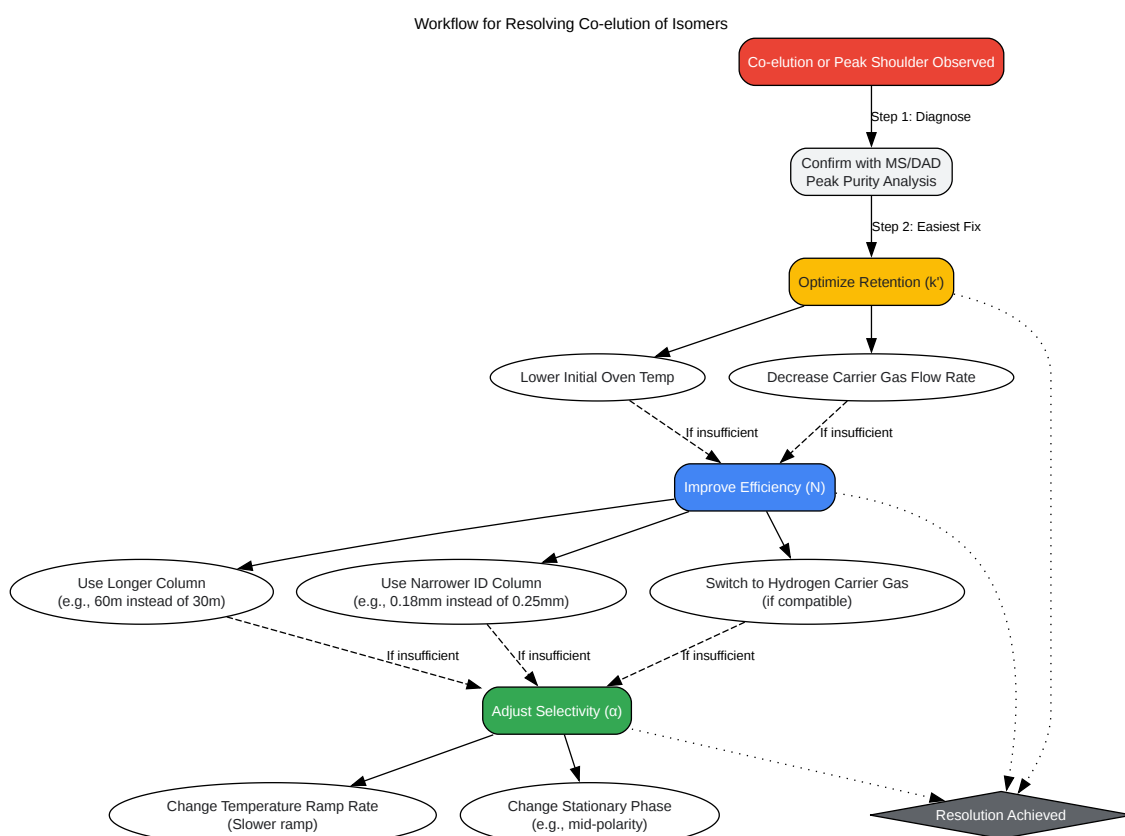 Workflow for Resolving Co-elution of Isomers
Co-elution or Peak Shoulder Observed
Step 1: Diagnose
Confirm with MS/DAD
Peak Purity Analysis
Step 2: Easiest Fix
Optimize Retention (k')
Lower Initial Oven Temp
Decrease Carrier Gas Flow Rate
If insufficient
If insufficient
Improve Efficiency (N)
Use Longer Column
(e.g., 60m instead of 30m)
Use Narrower ID Column
(e.g., 0.18mm instead of 0.25mm)
Switch to Hydrogen Carrier Gas
(if compatible)
If insufficient
If insufficient
If insufficient
Adjust Selectivity (α)
Change Temperature Ramp Rate
(Slower ramp)
Change Stationary Phase
(e.g., mid-polarity)
Resolution Achieved